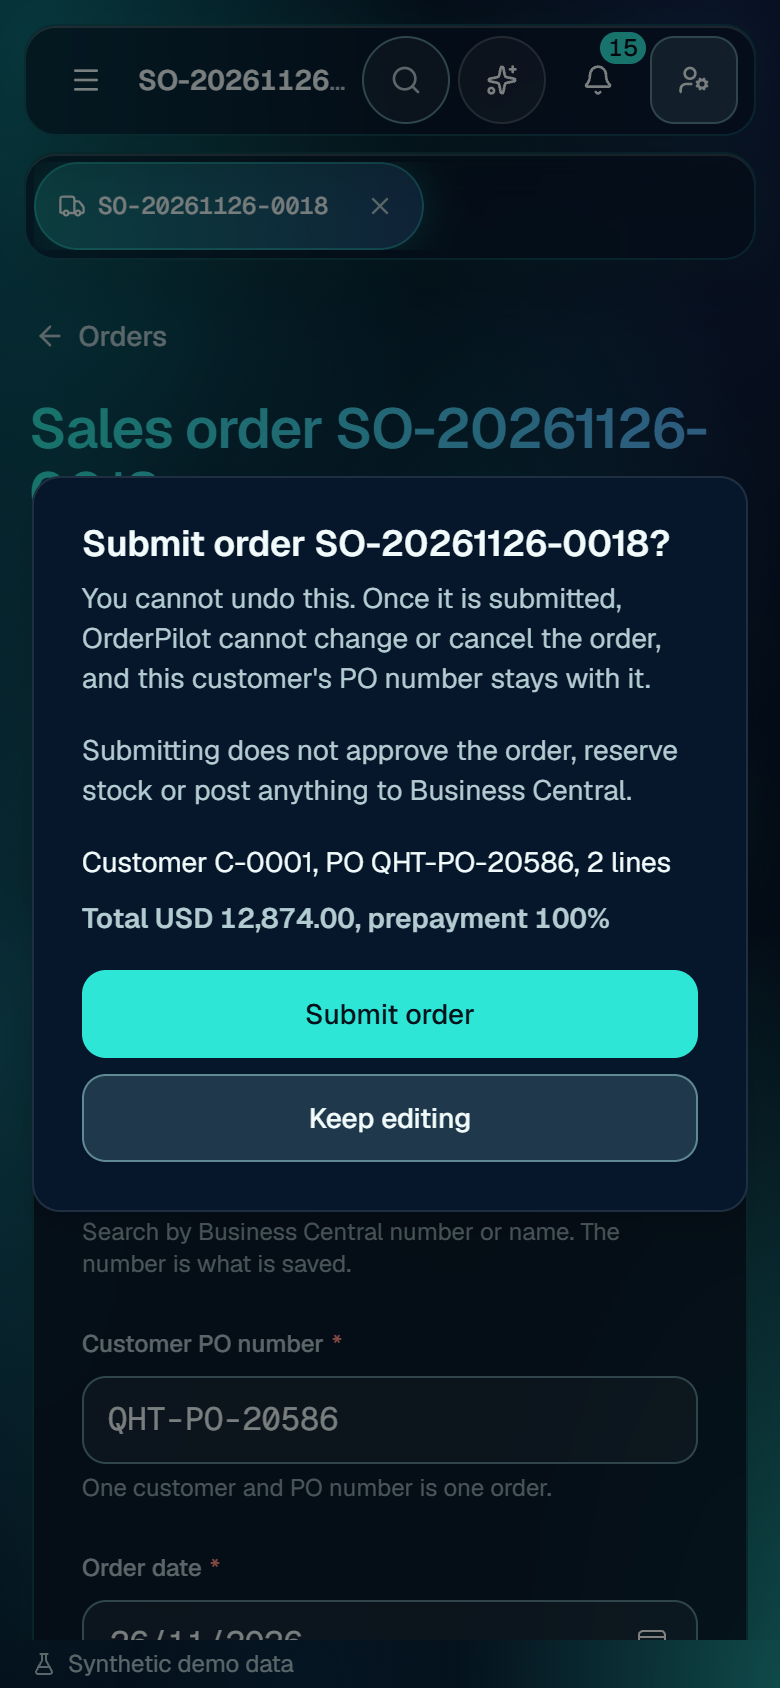 SO-20261126...
15
SO-20261126-0018
Orders
Sales order SO-20261126-
Submit order SO-20261126-0018?
You cannot undo this. Once it is submitted,
OrderPilot cannot change or cancel the order,
and this customer's PO number stays with it.
Submitting does not approve the order, reserve
stock or post anything to Business Central.
Customer C-0001, PO QHT-PO-20586, 2 lines
Total USD 12,874.00, prepayment 100%
Submit order
Keep editing
Search by Business Central number or name. The
number is what is saved.
Customer PO number *
QHT-PO-20586
One customer and PO number is one order.
Order date *
26/11/2026
Synthetic demo data